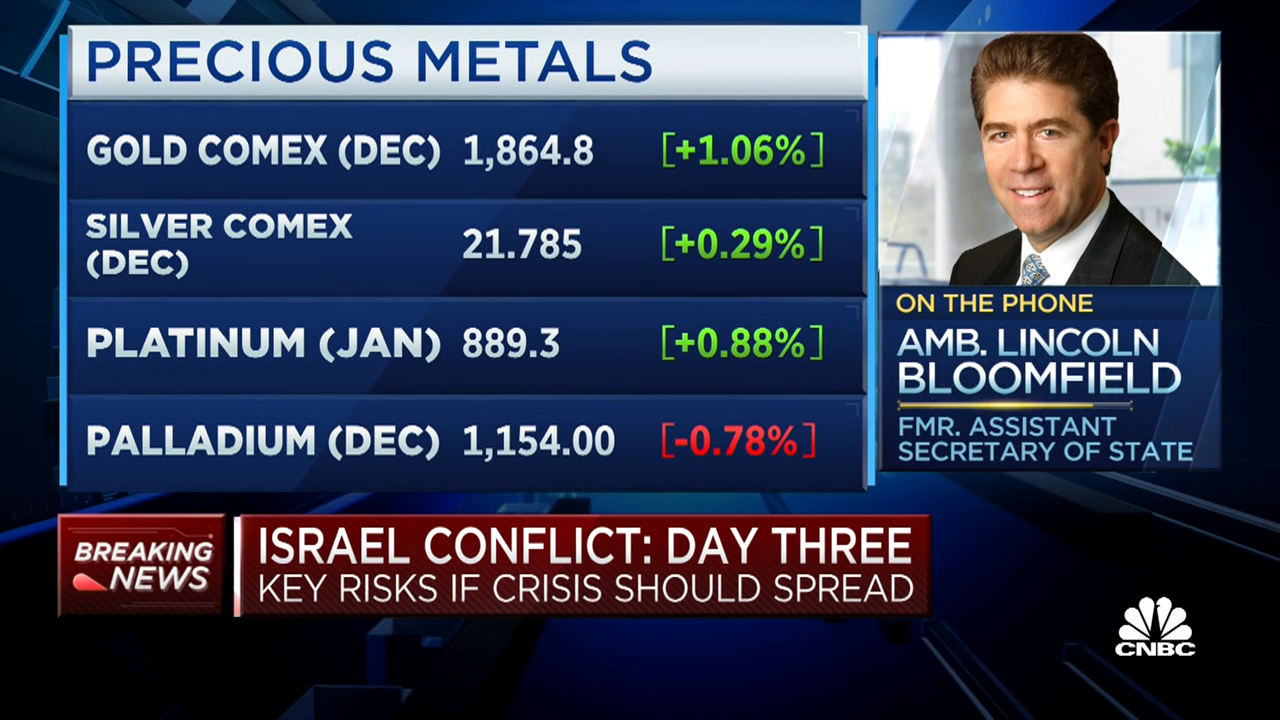 PRECIOUS METALS
GOLD COMEX (DEC) 1,864.8 [+1.06%]
SILVER COMEX
(DEC) 21.785 [+0.29%]
PLATINUM (JAN) 889.3 [+0.88%]
PALLADIUM (DEC) 1,154.00 [-0.78%]
ON THE PHONE
AMB. LINCOLN
BLOOMFIELD
FMR. ASSISTANT
SECRETARY OF STATE
BREAKING
NEWS
ISRAEL CONFLICT: DAY THREE
KEY RISKS IF CRISIS SHOULD SPREAD
CNBC